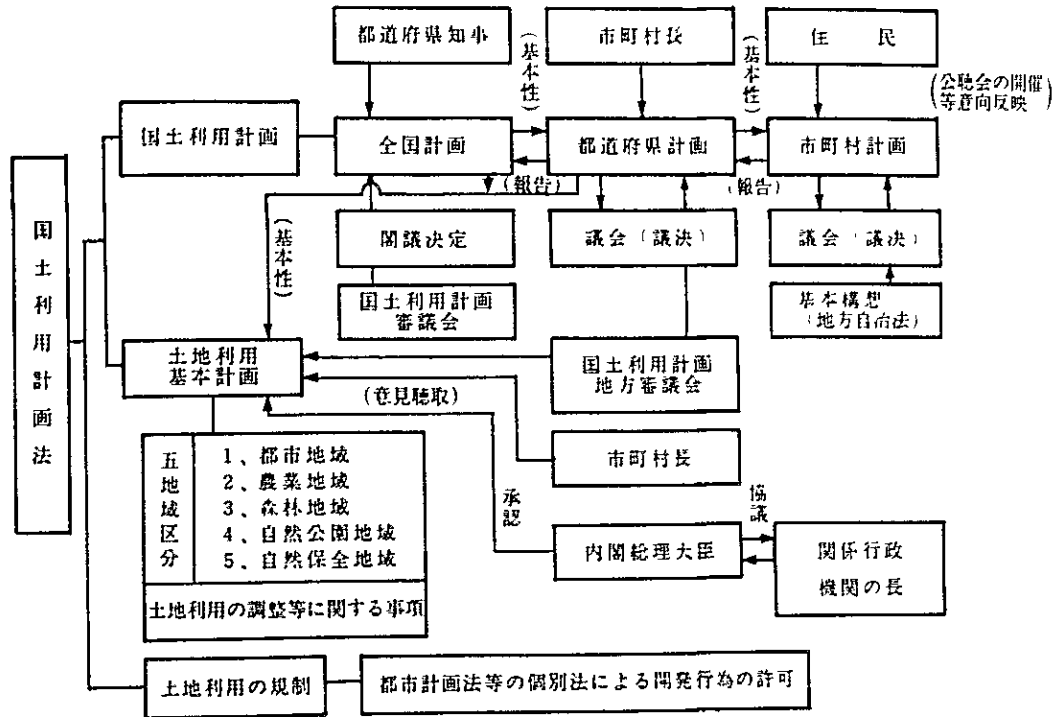 都道府県知事
市町村長
住民
(基本性)
(基本性)
(公聴会の開催
等意向反映)
国土利用計画
全国計画
都道府県計画
市町村計画
(報告)
(報告)
国土利用計画法
(基本性)
閣議決定
議会(議決)
議会(議決)
国土利用計画
審議会
基本構想
(地方自治法)
土地利用
基本計画
国土利用計画
地方審議会
(意見聴取)
五地域区分
1、都市地域
2、農業地域
3、森林地域
4、自然公園地域
5、自然保全地域
市町村長
承認
協議
内閣総理大臣
関係行政
機関の長
土地利用の調整等に関する事項
土地利用の規制
都市計画法等の個別法による開発行為の許可